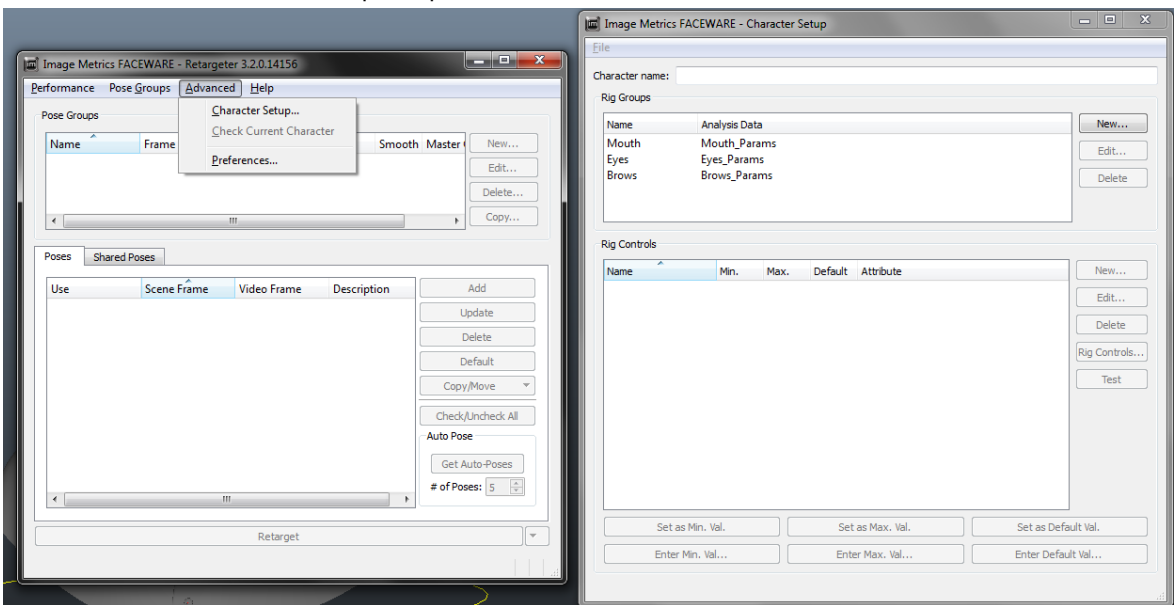 Image Metrics FACEWARE - Retargeter 3.2.0.14156
Performance Pose Groups Advanced Help
Character Setup...
Check Current Character
Preferences...
Pose Groups
Name Frame Smooth Master
New...
Edit...
Delete...
Copy...
Poses Shared Poses
Use Scene Frame Video Frame Description
Add
Update
Delete
Default
Copy/Move
Check/Uncheck All
Auto Pose
Get Auto-Poses
# of Poses: 5
Retarget
Image Metrics FACEWARE - Character Setup
File
Character name:
Rig Groups
Name Analysis Data
Mouth Mouth_Params
Eyes Eyes_Params
Brows Brows_Params
New...
Edit...
Delete
Rig Controls
Name Min. Max. Default Attribute
New...
Edit...
Delete
Rig Controls...
Test
Set as Min. Val. Set as Max. Val. Set as Default Val.
Enter Min. Val... Enter Max. Val... Enter Default Val...